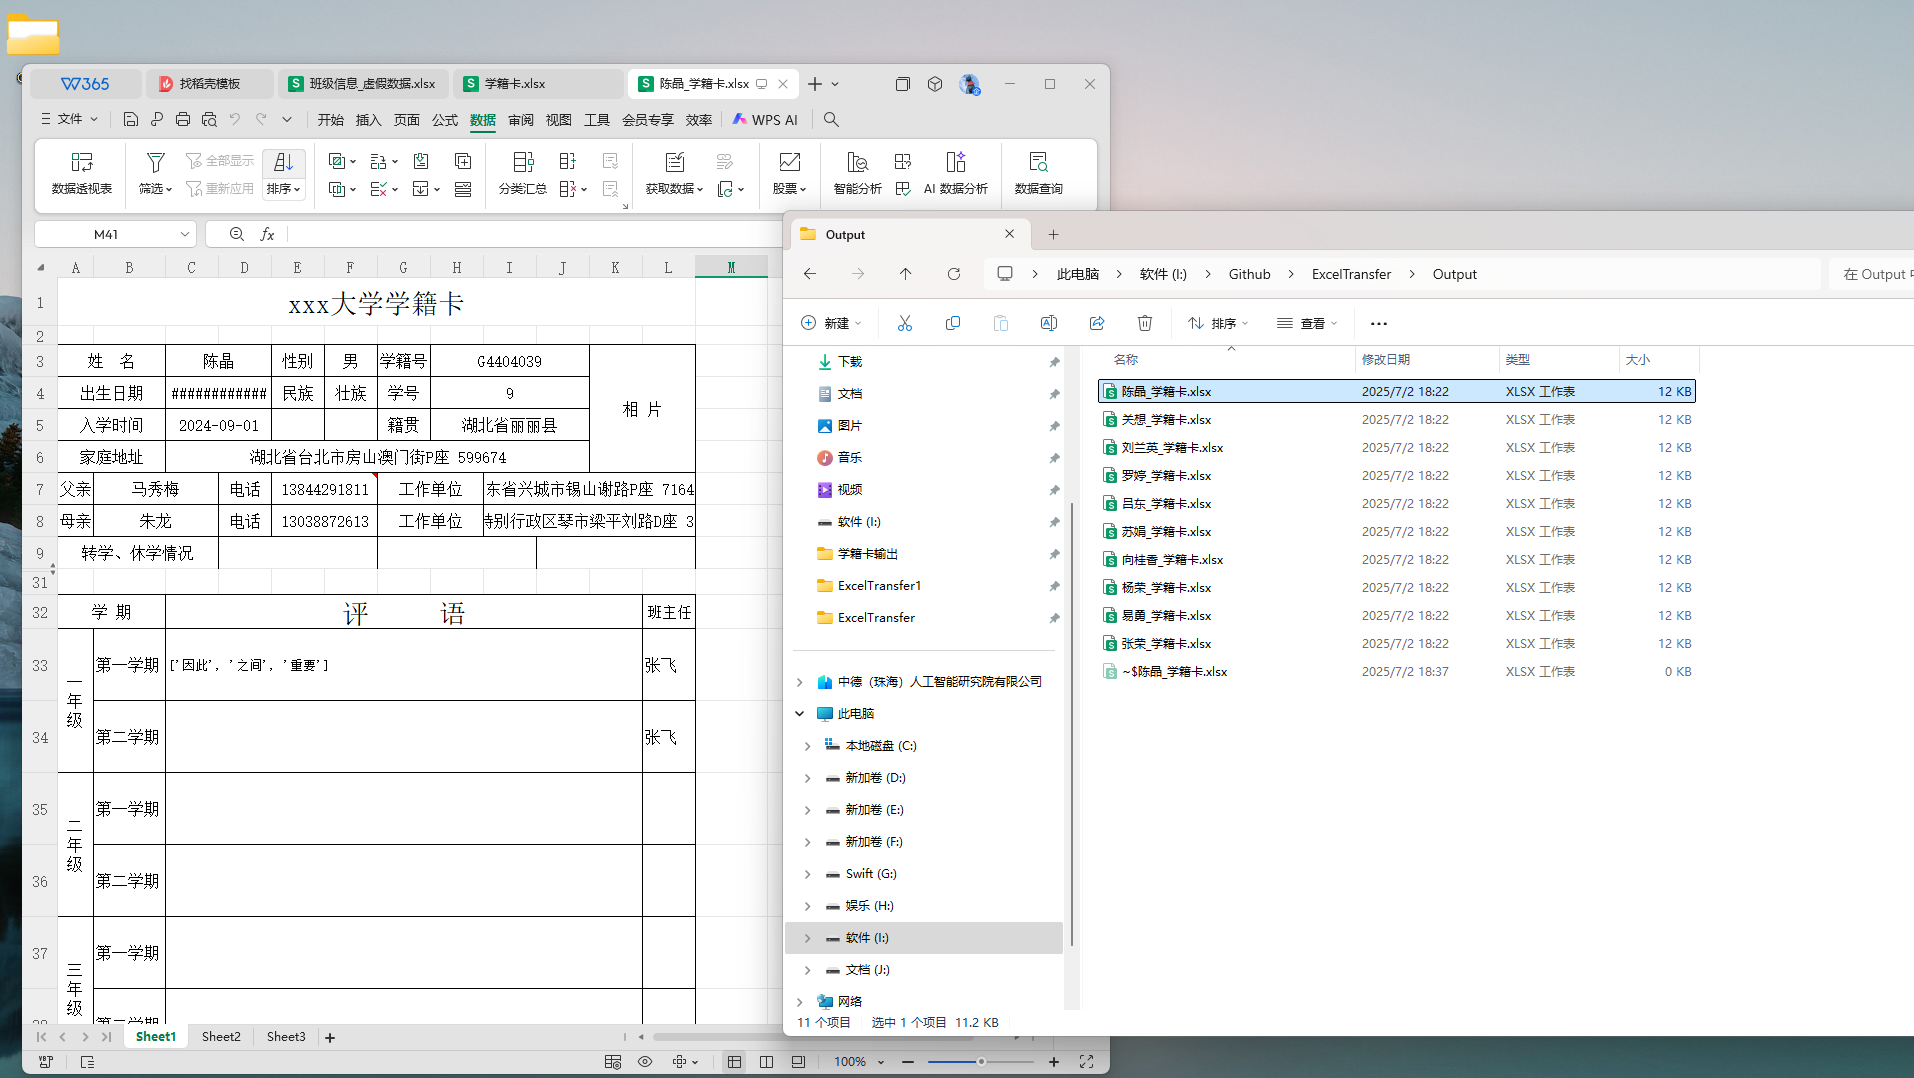 W365 找稻壳模板 班级信息_虚假数据.xlsx 学籍卡.xlsx 陈晶_学籍卡.xlsx
文件 开始 插入 页面 公式 数据 审阅 视图 工具 会员专享 效率 WPS AI
数据透视表 筛选 全部显示 重新应用 排序 分类汇总 获取数据 股票 智能分析 AI 数据分析 数据查询
M41 fx
A B C D E F G H I J K L M
1 xxx大学学籍卡
2
3 姓 名 陈晶 性别 男 学籍号 G4404039
4 出生日期 ############ 民族 壮族 学号 9
相 片
5 入学时间 2024-09-01 籍贯 湖北省丽丽县
6 家庭地址 湖北省台北市房山澳门街P座 599674
7 父亲 马秀梅 电话 13844291811 工作单位 东省兴城市锡山谢路P座 7164
8 母亲 朱龙 电话 13038872613 工作单位 特别行政区琴市梁平刘路D座 3
9 转学、休学情况
31
32 学 期 评 语 班主任
33 第一学期 ['因此', '之间', '重要'] 张飞
一年级
34 第二学期 张飞
35 第一学期
二年级
36 第二学期
37 第一学期
三年级
第二学期
Sheet1 Sheet2 Sheet3
100%
Output
此电脑 软件 (I:) Github ExcelTransfer Output 在 Output 中
新建 排序 查看
下载
文档
图片
音乐
视频
软件 (I:)
学籍卡输出
ExcelTransfer1
ExcelTransfer
中德（珠海）人工智能研究院有限公司
此电脑
本地磁盘 (C:)
新加卷 (D:)
新加卷 (E:)
新加卷 (F:)
Swift (G:)
娱乐 (H:)
软件 (I:)
文档 (J:)
网络
名称 修改日期 类型 大小
陈晶_学籍卡.xlsx 2025/7/2 18:22 XLSX 工作表 12 KB
关想_学籍卡.xlsx 2025/7/2 18:22 XLSX 工作表 12 KB
刘兰英_学籍卡.xlsx 2025/7/2 18:22 XLSX 工作表 12 KB
罗婷_学籍卡.xlsx 2025/7/2 18:22 XLSX 工作表 12 KB
吕东_学籍卡.xlsx 2025/7/2 18:22 XLSX 工作表 12 KB
苏娟_学籍卡.xlsx 2025/7/2 18:22 XLSX 工作表 12 KB
向桂香_学籍卡.xlsx 2025/7/2 18:22 XLSX 工作表 12 KB
杨荣_学籍卡.xlsx 2025/7/2 18:22 XLSX 工作表 12 KB
易勇_学籍卡.xlsx 2025/7/2 18:22 XLSX 工作表 12 KB
张荣_学籍卡.xlsx 2025/7/2 18:22 XLSX 工作表 12 KB
~$陈晶_学籍卡.xlsx 2025/7/2 18:37 XLSX 工作表 0 KB
11 个项目 选中 1 个项目 11.2 KB